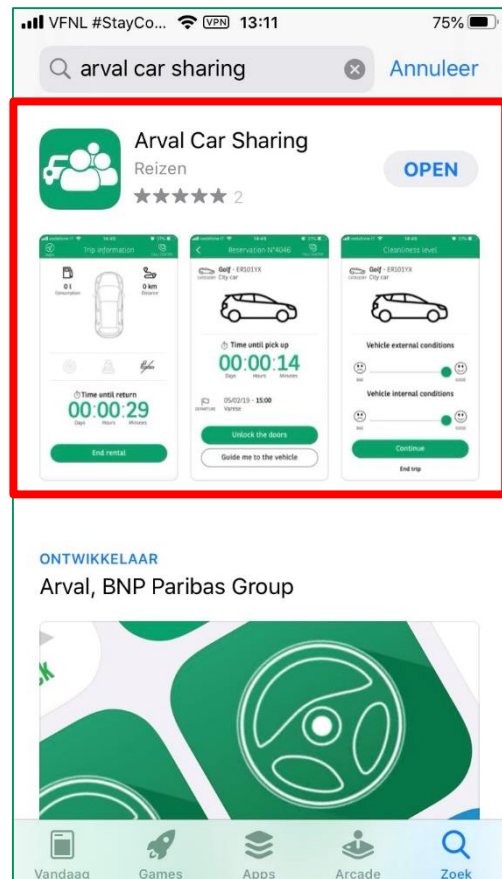 VFNL #StayCo... VPN 13:11 75%
arval car sharing Annuleer
Arval Car Sharing
Reizen
OPEN
2
Trip information
0 l
Consumption
0 km
Distance
Time until return
00:00:29
Days Hours Minutes
End rental
Reservation N°4046
Golf - ER101YX
City car
Time until pick up
00:00:14
Days Hours Minutes
05/02/19 - 15:00
Varese
Unlock the doors
Guide me to the vehicle
Cleanliness level
Golf - ER101YX
City car
Vehicle external conditions
BAD GOOD
Vehicle internal conditions
BAD GOOD
Continue
End trip
ONTWIKKELAAR
Arval, BNP Paribas Group
Vandaag Games Apps Arcade Zoek